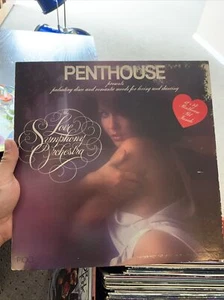 PENTHOUSE
presents
pulsating disco and romantic moods for loving and dancing
Love
Symphony
Orchestra